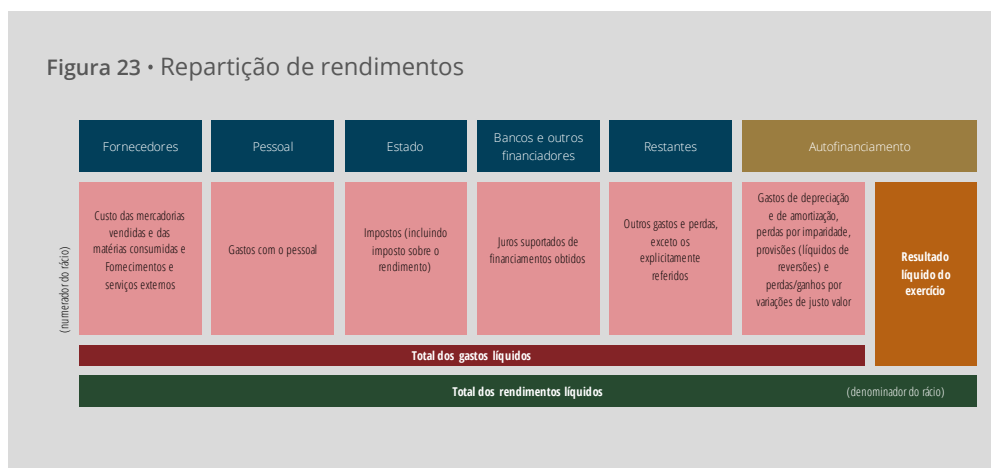 Figura 23 • Repartição de rendimentos
Fornecedores
Pessoal
Estado
Bancos e outros
financiadores
Restantes
Autofinanciamento
(numerador do rácio)
Custo das mercadorias
vendidas e das
matérias consumidas e
Fornecimentos e
serviços externos
Gastos com o pessoal
Impostos (incluindo
imposto sobre o
rendimento)
Juros suportados de
financiamentos obtidos
Outros gastos e perdas,
exceto os
explicitamente
referidos
Gastos de depreciação
e de amortização,
perdas por imparidade,
provisões (líquidos de
reversões) e
perdas/ganhos por
variações de justo valor
Resultado
líquido do
exercício
Total dos gastos líquidos
Total dos rendimentos líquidos
(denominador do rácio)